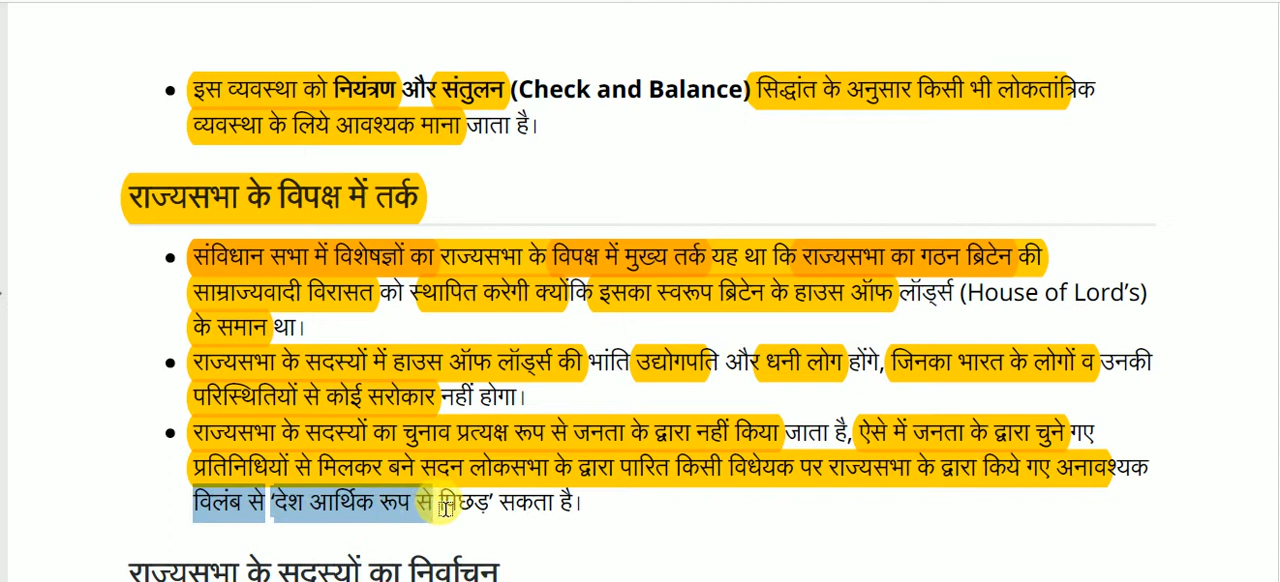 इस व्यवस्था को नियंत्रण और संतुलन (Check and Balance) सिद्धांत के अनुसार किसी भी लोकतांत्रिक
व्यवस्था के लिये आवश्यक माना जाता है।
राज्यसभा के विपक्ष में तर्क
संविधान सभा में विशेषज्ञों का राज्यसभा के विपक्ष में मुख्य तर्क यह था कि राज्यसभा का गठन ब्रिटेन की
साम्राज्यवादी विरासत को स्थापित करेगी क्योंकि इसका स्वरूप ब्रिटेन के हाउस ऑफ लॉर्ड्स (House of Lord’s)
के समान था।
राज्यसभा के सदस्यों में हाउस ऑफ लॉर्ड्स की भांति उद्योगपति और धनी लोग होंगे, जिनका भारत के लोगों व उनकी
परिस्थितियों से कोई सरोकार नहीं होगा।
राज्यसभा के सदस्यों का चुनाव प्रत्यक्ष रूप से जनता के द्वारा नहीं किया जाता है, ऐसे में जनता के द्वारा चुने गए
प्रतिनिधियों से मिलकर बने सदन लोकसभा के द्वारा पारित किसी विधेयक पर राज्यसभा के द्वारा किये गए अनावश्यक
विलंब से ‘देश आर्थिक रूप से पिछड़’ सकता है।
राज्यसभा के सदस्यों का निर्वाचन